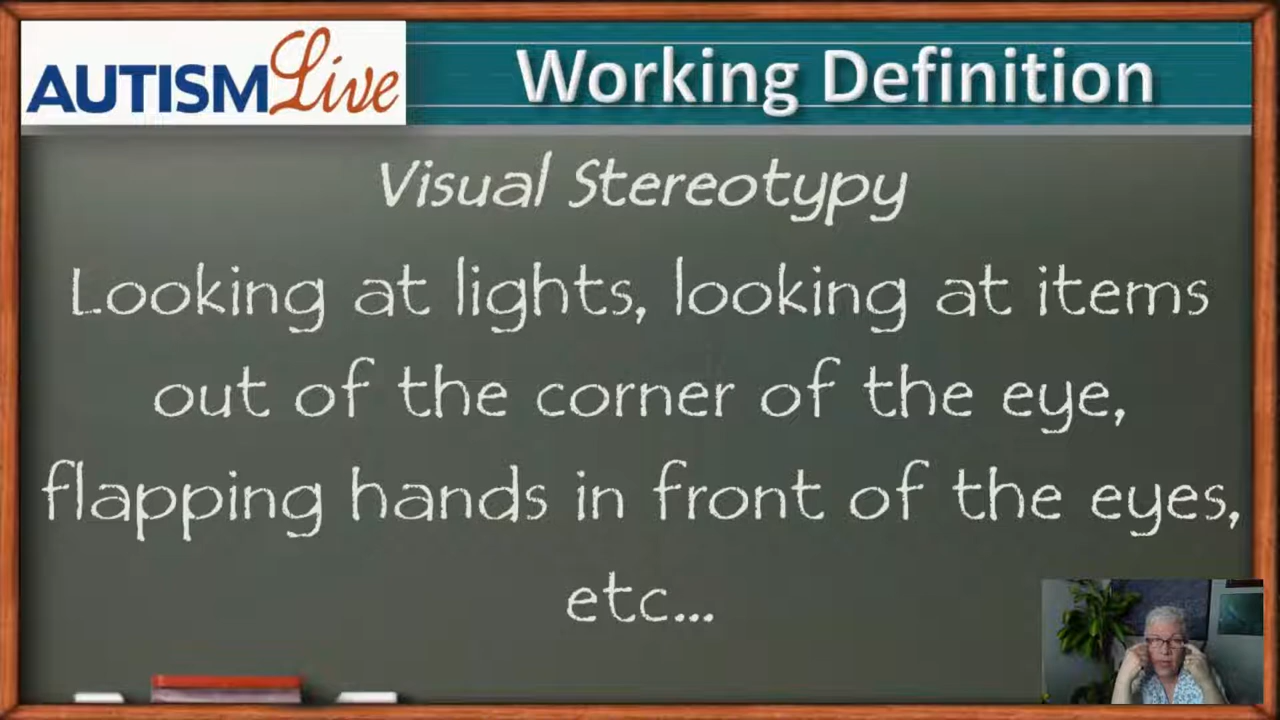 AUTISM Live
Working Definition
Visual Stereotypy
Looking at lights, looking at items
out of the corner of the eye,
flapping hands in front of the eyes,
etc...